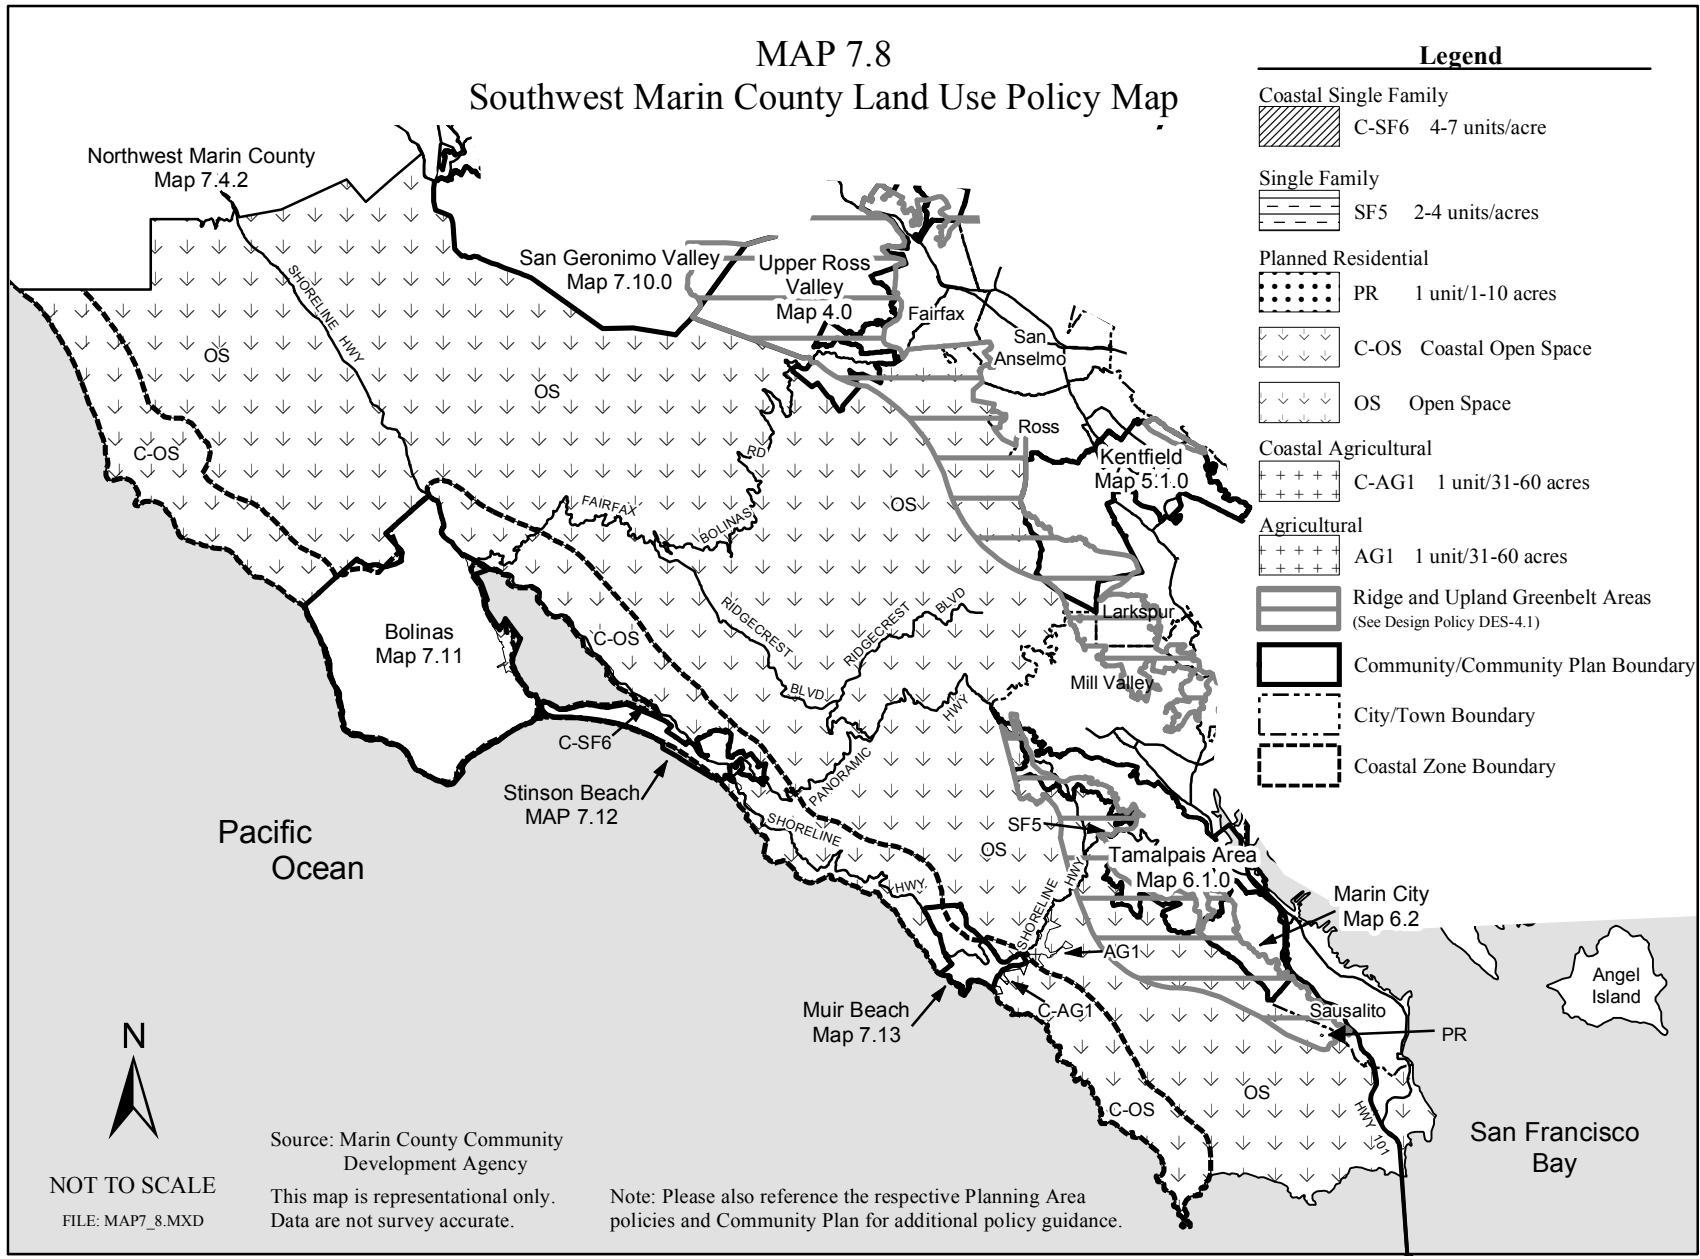 MAP 7.8
Southwest Marin County Land Use Policy Map
Legend
Coastal Single Family
C-SF6 4-7 units/acre
Single Family
SF5 2-4 units/acres
Planned Residential
PR 1 unit/1-10 acres
C-OS Coastal Open Space
OS Open Space
Coastal Agricultural
C-AG1 1 unit/31-60 acres
Agricultural
AG1 1 unit/31-60 acres
Ridge and Upland Greenbelt Areas
(See Design Policy DES-4.1)
Community/Community Plan Boundary
City/Town Boundary
Coastal Zone Boundary
Northwest Marin County
Map 7.4.2
San Geronimo Valley
Map 7.10.0
Upper Ross
Valley
Map 4.0
Fairfax
San
Anselmo
Ross
Kentfield
Map 5.1.0
Larkspur
Mill Valley
SHORELINE HWY
OS
OS
C-OS
OS
FAIRFAX
BOLINAS
RD
RIDGECREST
BLVD
RIDGECREST
BLVD
C-OS
Bolinas
Map 7.11
C-SF6
Stinson Beach
MAP 7.12
PANORAMIC
HWY
SHORELINE
HWY
SF5
OS
Tamalpais Area
Map 6.1.0
Marin City
Map 6.2
SHORELINE
HWY
AG1
C-AG1
Muir Beach
Map 7.13
Sausalito
PR
Angel
Island
OS
C-OS
HWY 101
Pacific
Ocean
San Francisco
Bay
N
NOT TO SCALE
FILE: MAP7_8.MXD
Source: Marin County Community
Development Agency
This map is representational only.
Data are not survey accurate.
Note: Please also reference the respective Planning Area
policies and Community Plan for additional policy guidance.